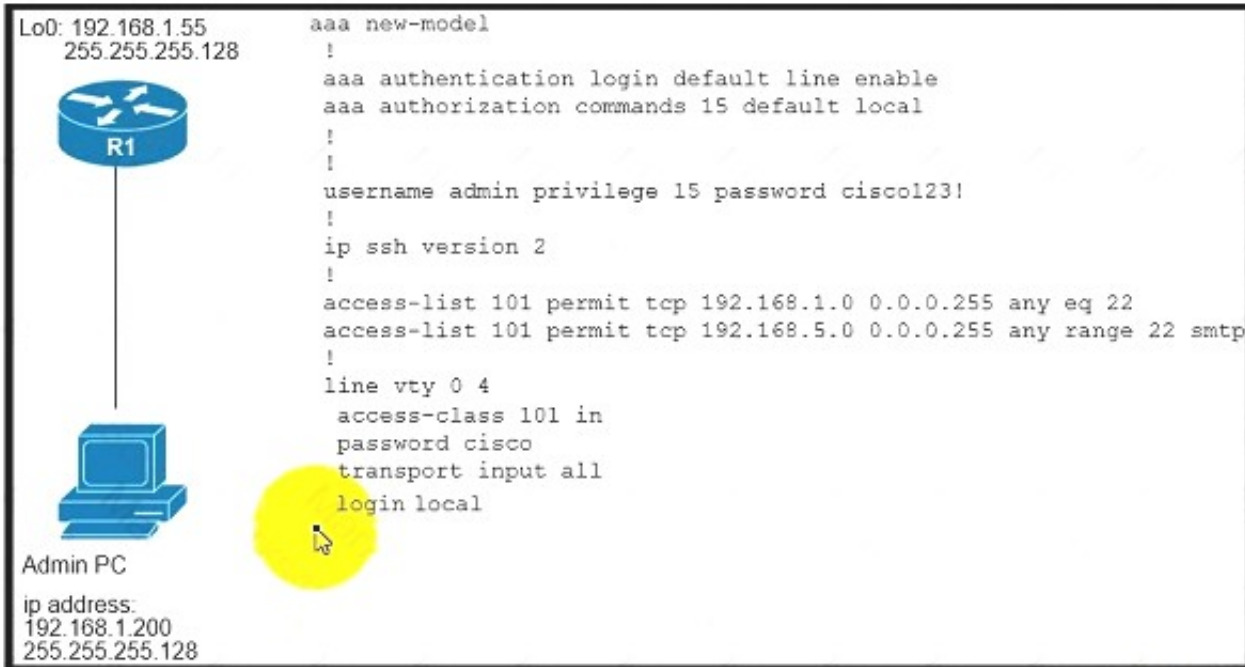 Lo0: 192.168.1.55
255.255.255.128
R1
Admin PC
ip address:
192.168.1.200
255.255.255.128
aaa new-model
!
aaa authentication login default line enable
aaa authorization commands 15 default local
!
!
username admin privilege 15 password cisco123!
!
ip ssh version 2
!
access-list 101 permit tcp 192.168.1.0 0.0.0.255 any eq 22
access-list 101 permit tcp 192.168.5.0 0.0.0.255 any range 22 smtp
!
line vty 0 4
access-class 101 in
password cisco
transport input all
login local